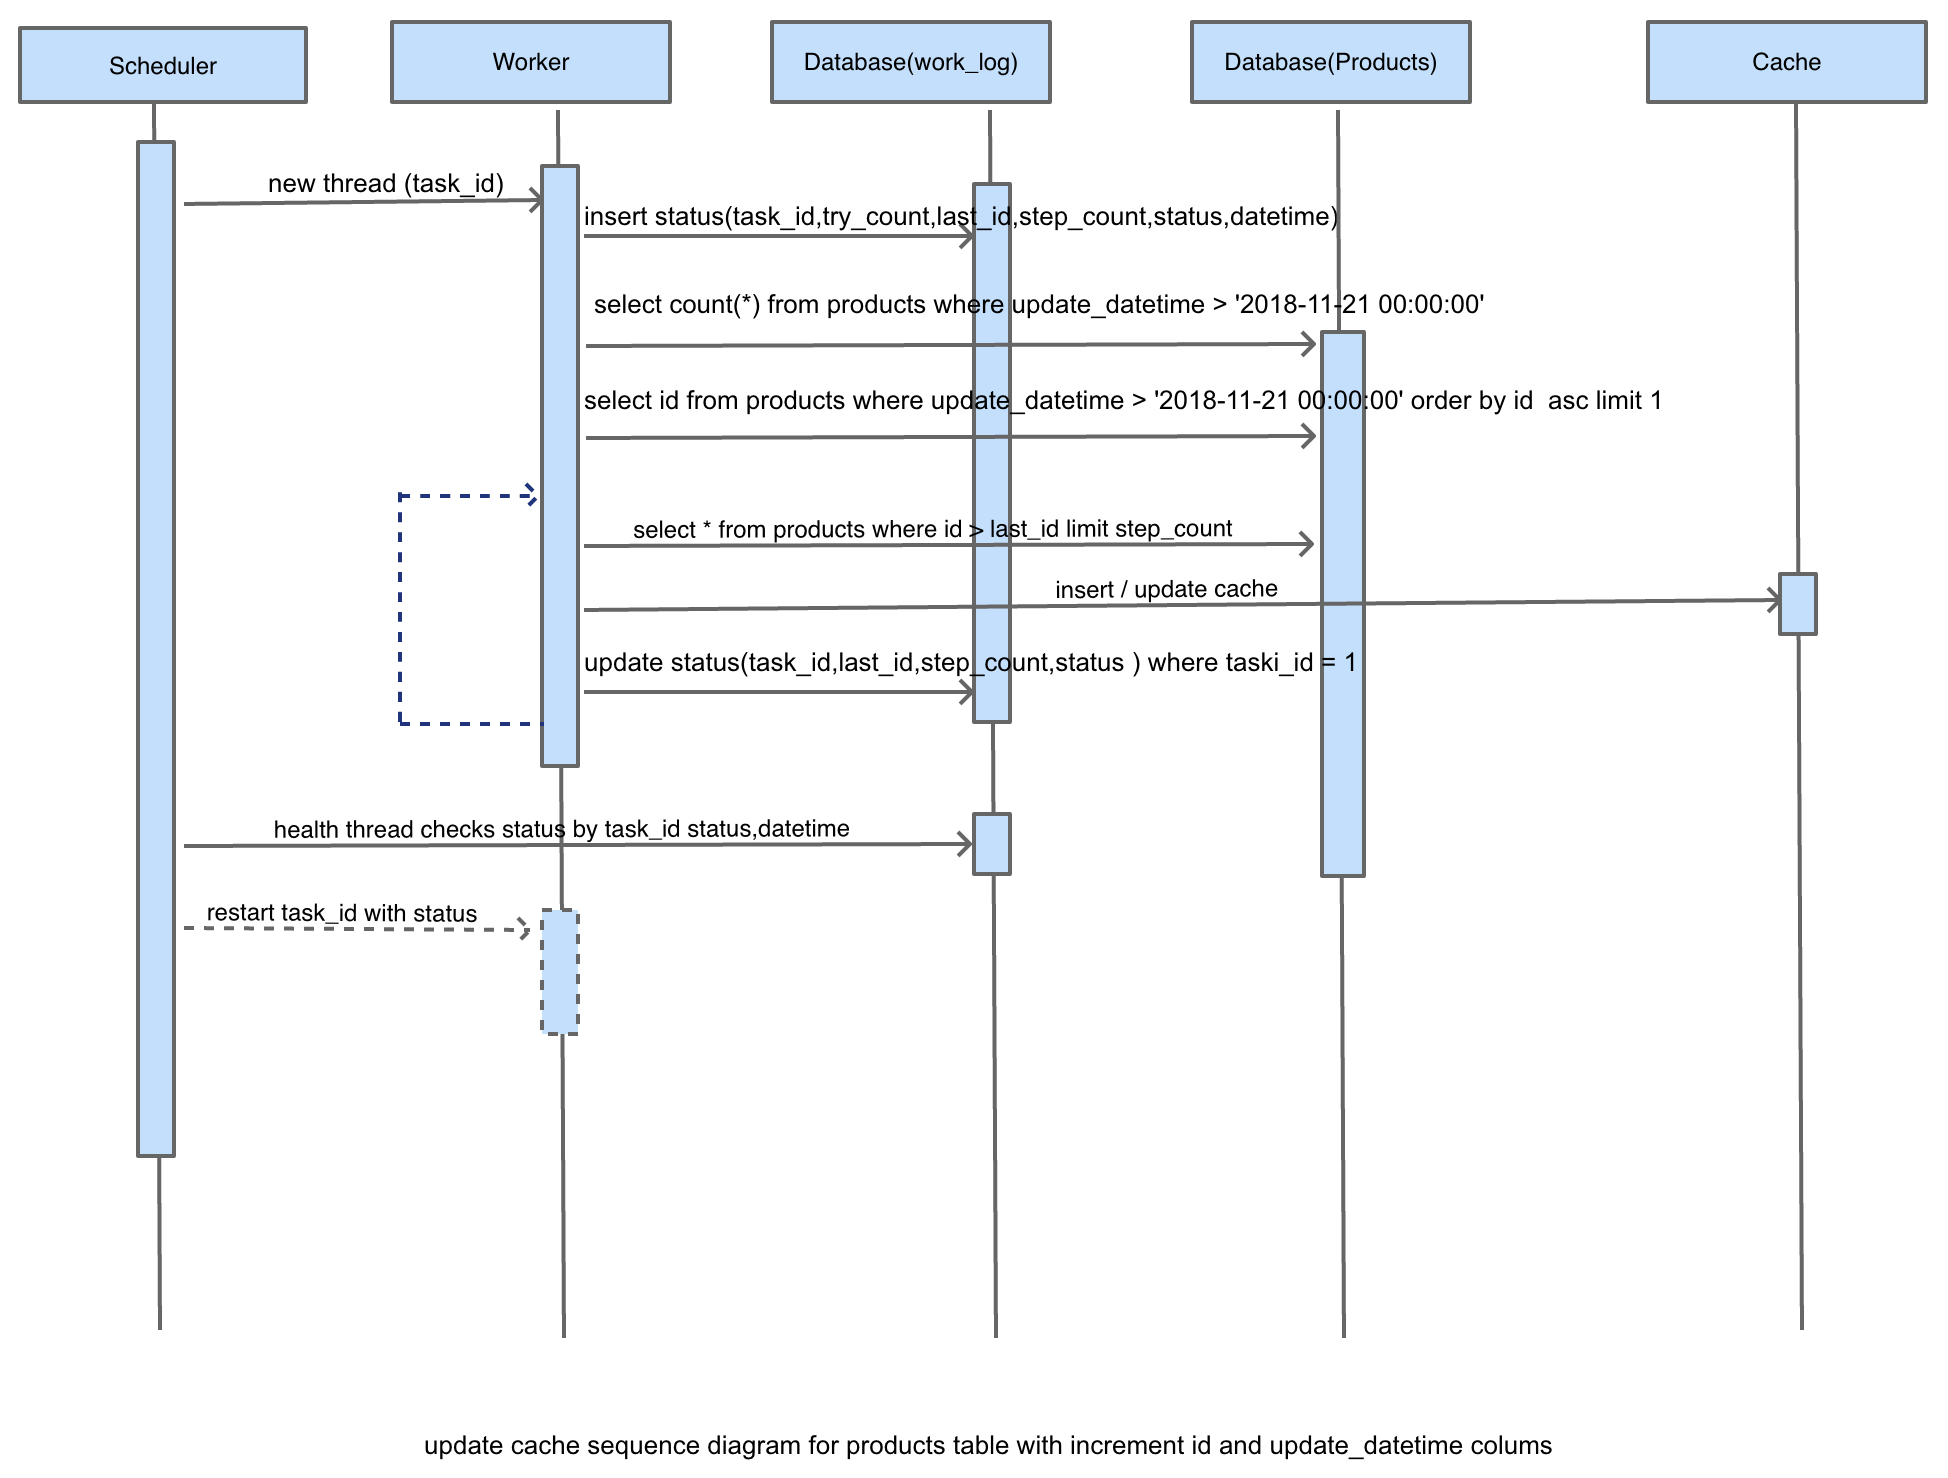 Scheduler
Worker
Database(work_log)
Database(Products)
Cache
new thread (task_id)
insert status(task_id,try_count,last_id,step_count,status,datetime)
select count(*) from products where update_datetime > '2018-11-21 00:00:00'
select id from products where update_datetime > '2018-11-21 00:00:00' order by id  asc limit 1
select * from products where id > last_id limit step_count
insert / update cache
update status(task_id,last_id,step_count,status ) where taski_id = 1
health thread checks status by task_id status,datetime
restart task_id with status
update cache sequence diagram for products table with increment id and update_datetime colums